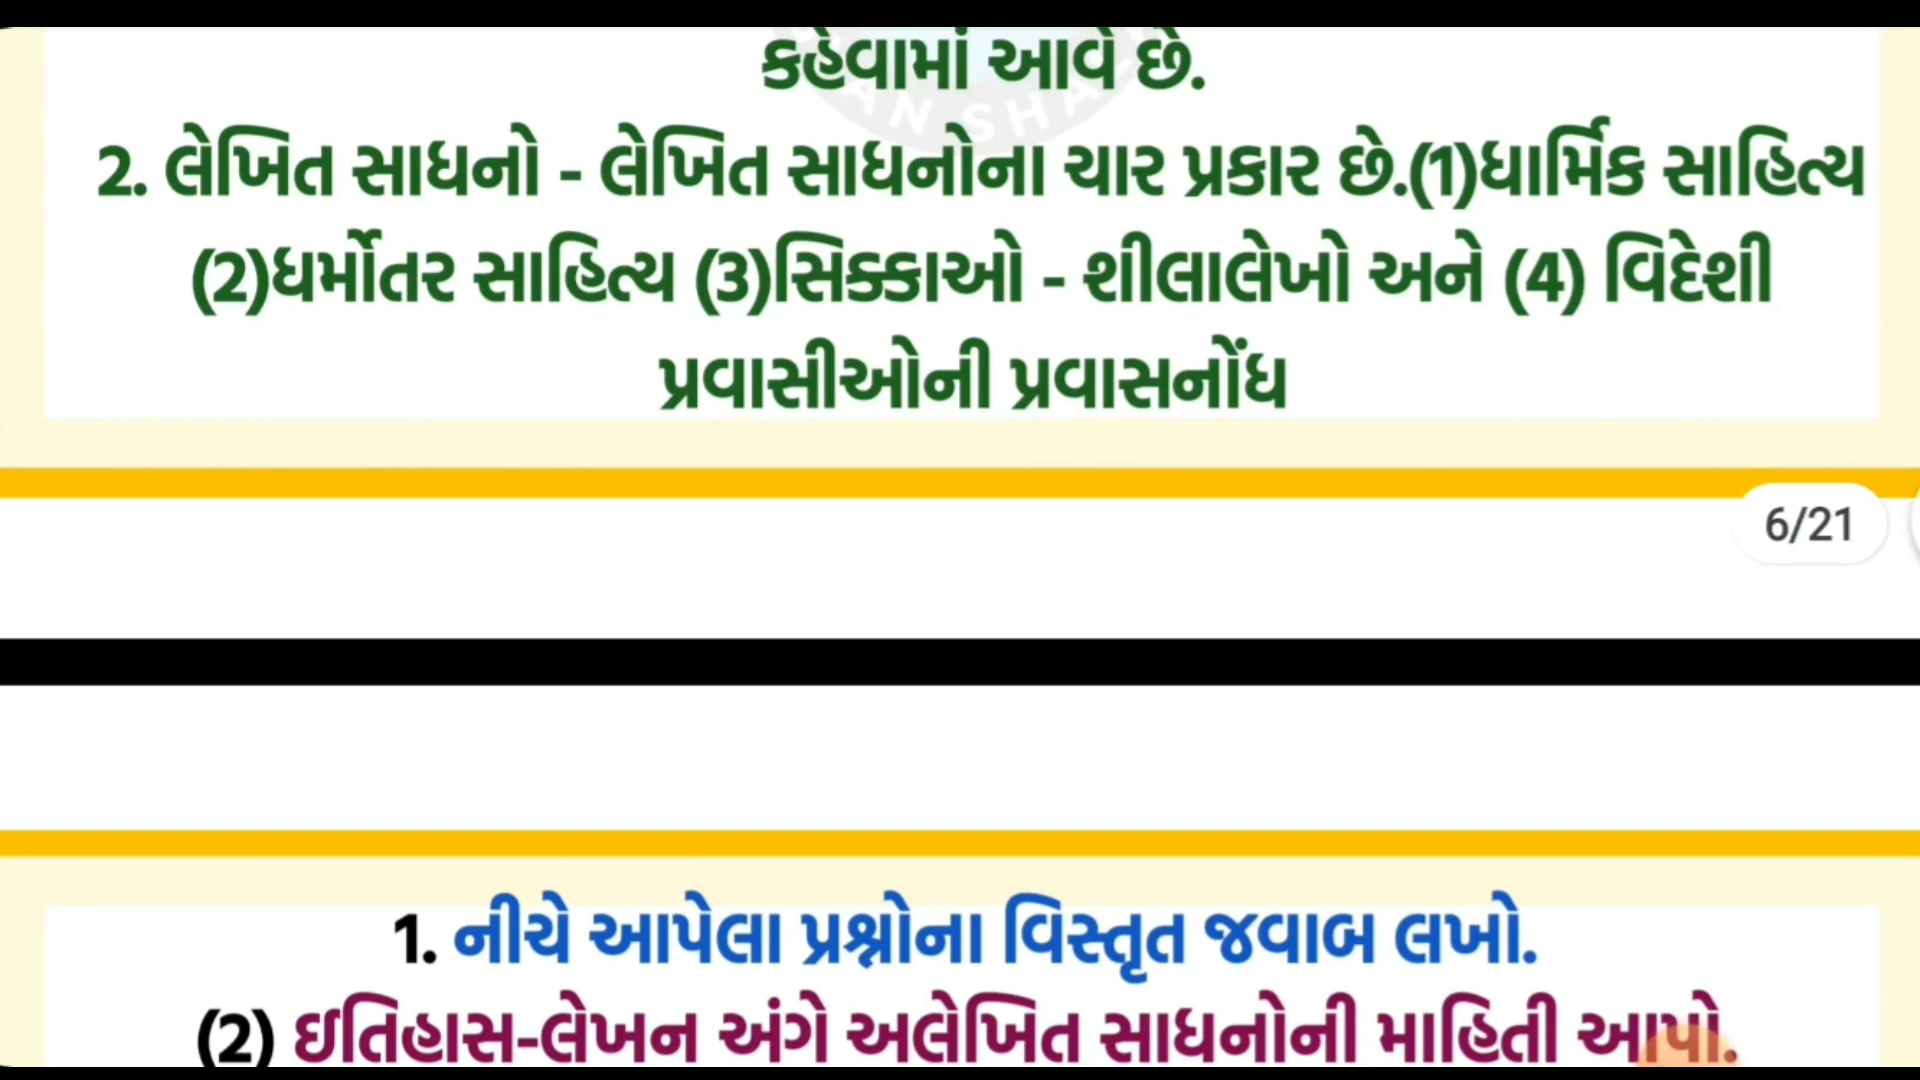 કહેવામાં આવે છે.
2. લેખિત સાધનો - લેખિત સાધનોના ચાર પ્રકાર છે.(1)ધાર્મિક સાહિત્ય
(2)ધર્મોતર સાહિત્ય (3)સિક્કાઓ - શીલાલેખો અને (4) વિદેશી
પ્રવાસીઓની પ્રવાસનોંધ
6/21
1. નીચે આપેલા પ્રશ્નોના વિસ્તૃત જવાબ લખો.
(2) ઇતિહાસ-લેખન અંગે અલેખિત સાધનોની માહિતી આપો.